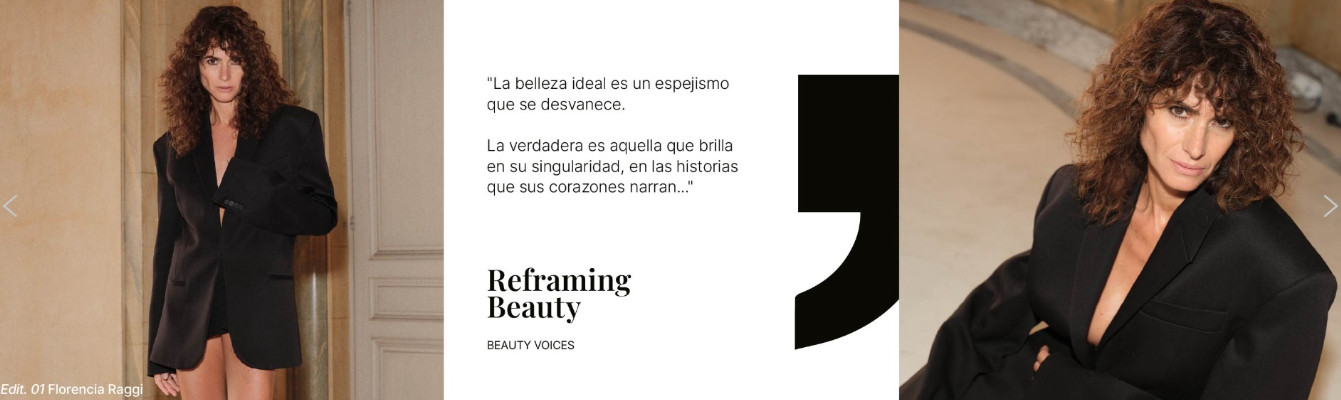 "La belleza ideal es un espejismo
que se desvanece.
La verdadera es aquella que brilla
en su singularidad, en las historias
que sus corazones narran..."
Reframing
Beauty
BEAUTY VOICES
Edit. 01 Florencia Raggi